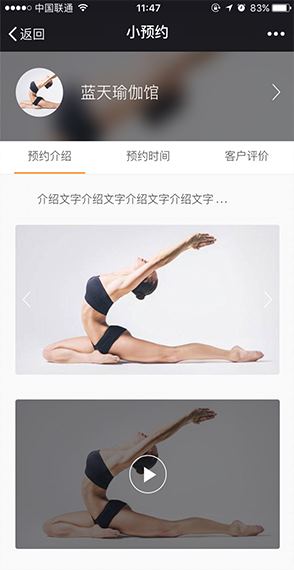 中国联通 11:47 83%
返回 小预约
蓝天瑜伽馆
预约介绍 预约时间 客户评价
介绍文字介绍文字介绍文字介绍文字 ...